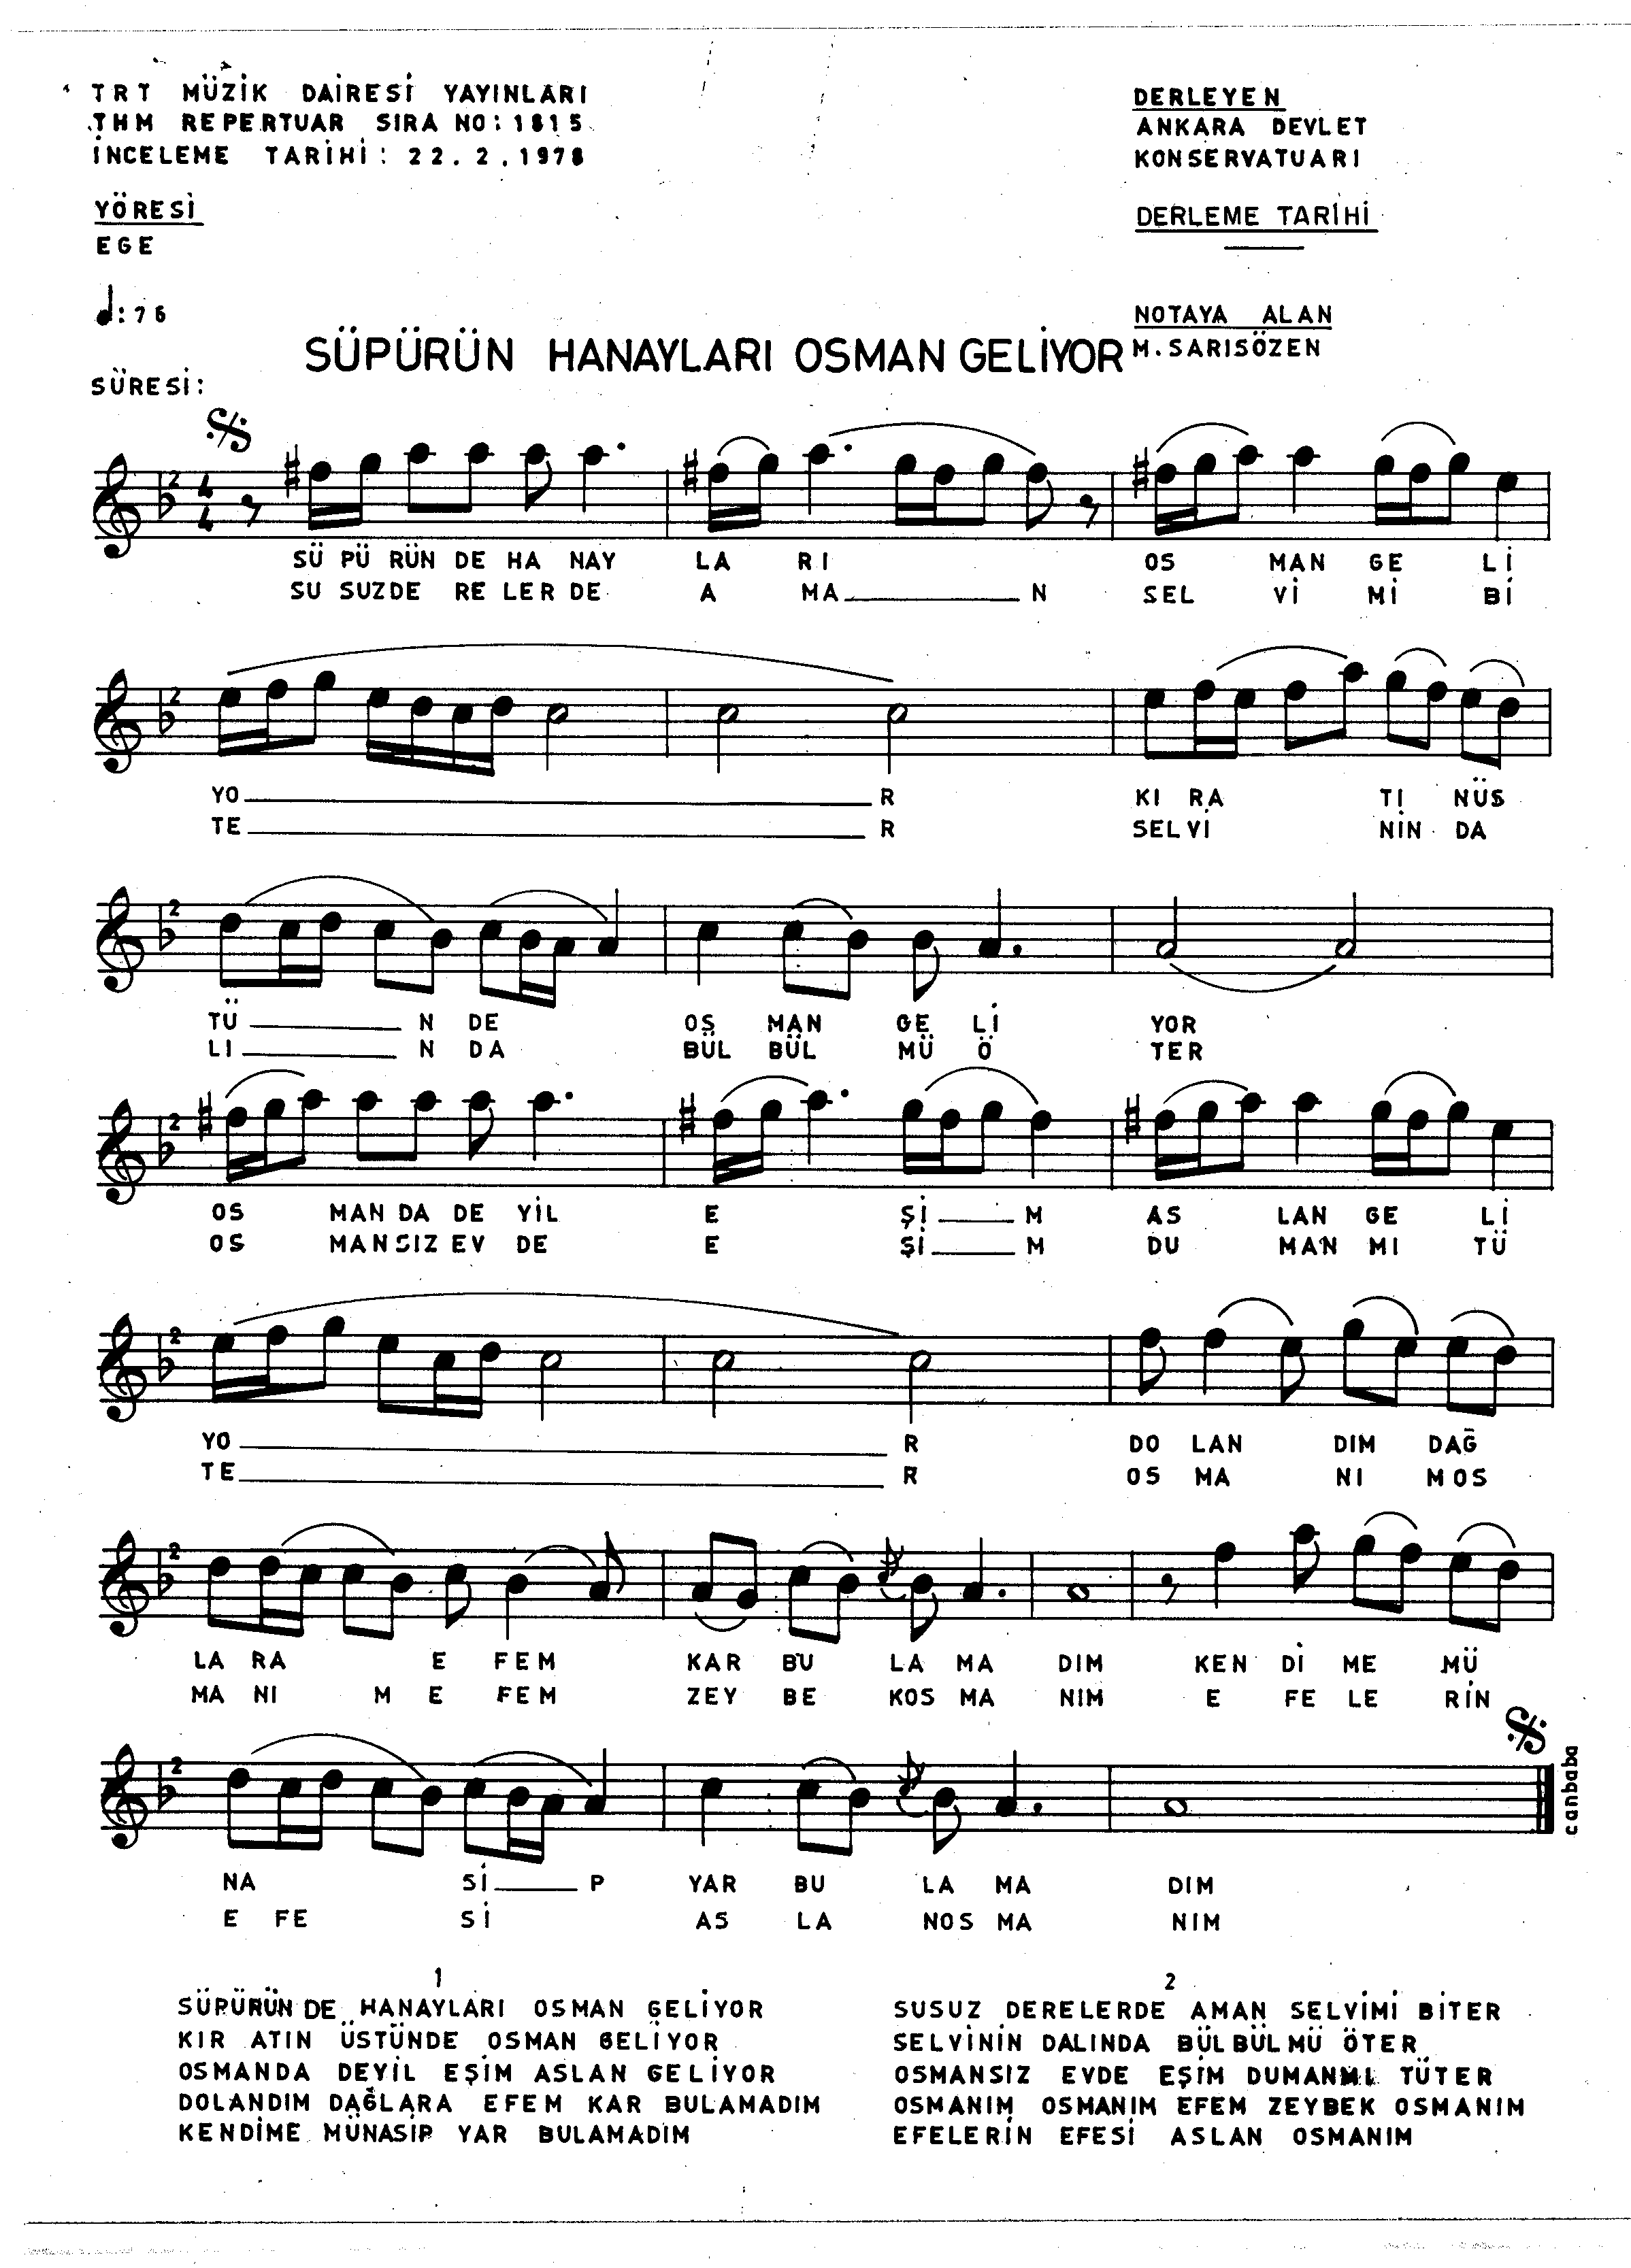 TRT MÜZİK DAİRESİ YAYINLARI
THM REPERTUAR SIRA NO: 1815
İNCELEME TARİHİ: 22.2.1978
DERLEYEN
ANKARA DEVLET
KONSERVATUARI
YÖRESİ
EGE
DERLEME TARİHİ
:76
NOTAYA ALAN
M. SARISÖZEN
SÜPÜRÜN HANAYLARI OSMAN GELİYOR
SÜRESİ:
2 4 4
SÜ PÜ RÜN DE HA NAY LA RI OS MAN GE Lİ
SU SUZ DE RE LER DE A MA N SEL Vİ Mİ Bİ
2
YO R KI RA TI NÜS
TE R SEL Vİ NİN DA
2
TÜ N DE OS MAN GE Lİ YOR
LI N DA BÜL BÜL MÜ Ö TER
2
OS MAN DA DE YİL E Şİ M AS LAN GE Lİ
OS MAN SIZ EV DE E Şİ M DU MAN MI TÜ
2
YO R DO LAN DIM DAĞ
TE R OS MA NI MOS
2
LA RA E FEM KAR BU LA MA DIM KEN Dİ ME MÜ
MA NI M E FEM ZEY BE KOS MA NIM E FE LE RİN
2
NA Sİ P YAR BU LA MA DIM
E FE Sİ AS LA NOS MA NIM
canbaba
1
SÜPÜRÜN DE HANAYLARI OSMAN GELİYOR
KIR ATIN ÜSTÜNDE OSMAN GELİYOR
OSMANDA DEYİL EŞİM ASLAN GELİYOR
DOLANDIM DAĞLARA EFEM KAR BULAMADIM
KENDİME MÜNASİP YAR BULAMADIM
2
SUSUZ DERELERDE AMAN SELVİMİ BİTER
SELVİNİN DALINDA BÜLBÜLMÜ ÖTER
OSMANSIZ EVDE EŞİM DUMANMI TÜTER
OSMANIM OSMANIM EFEM ZEYBEK OSMANIM
EFELERİN EFESİ ASLAN OSMANIM